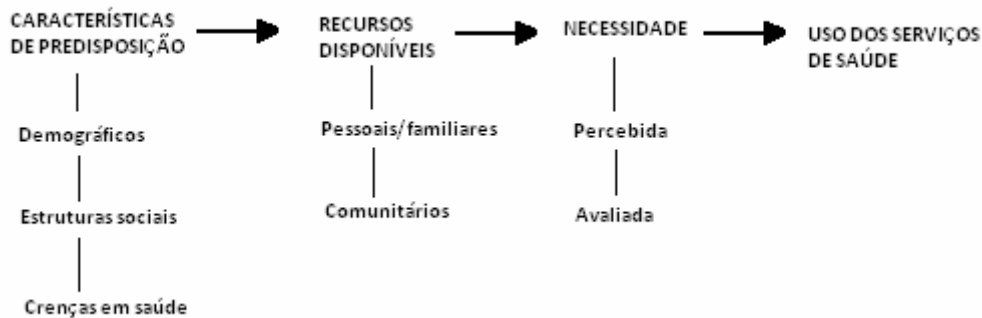 CARACTERÍSTICAS
DE PREDISPOSIÇÃO
RECURSOS
DISPONÍVEIS
NECESSIDADE
USO DOS SERVIÇOS
DE SAÚDE
Demográficos
Pessoais/familiares
Percebida
Estruturas sociais
Comunitários
Avaliada
Crenças em saúde